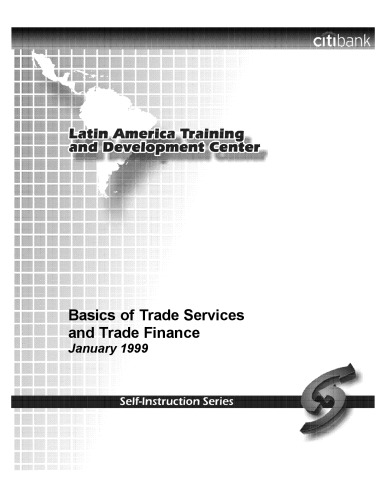 citibank
Latin America Training
and Development Center
Basics of Trade Services
and Trade Finance
January 1999
Self-Instruction Series